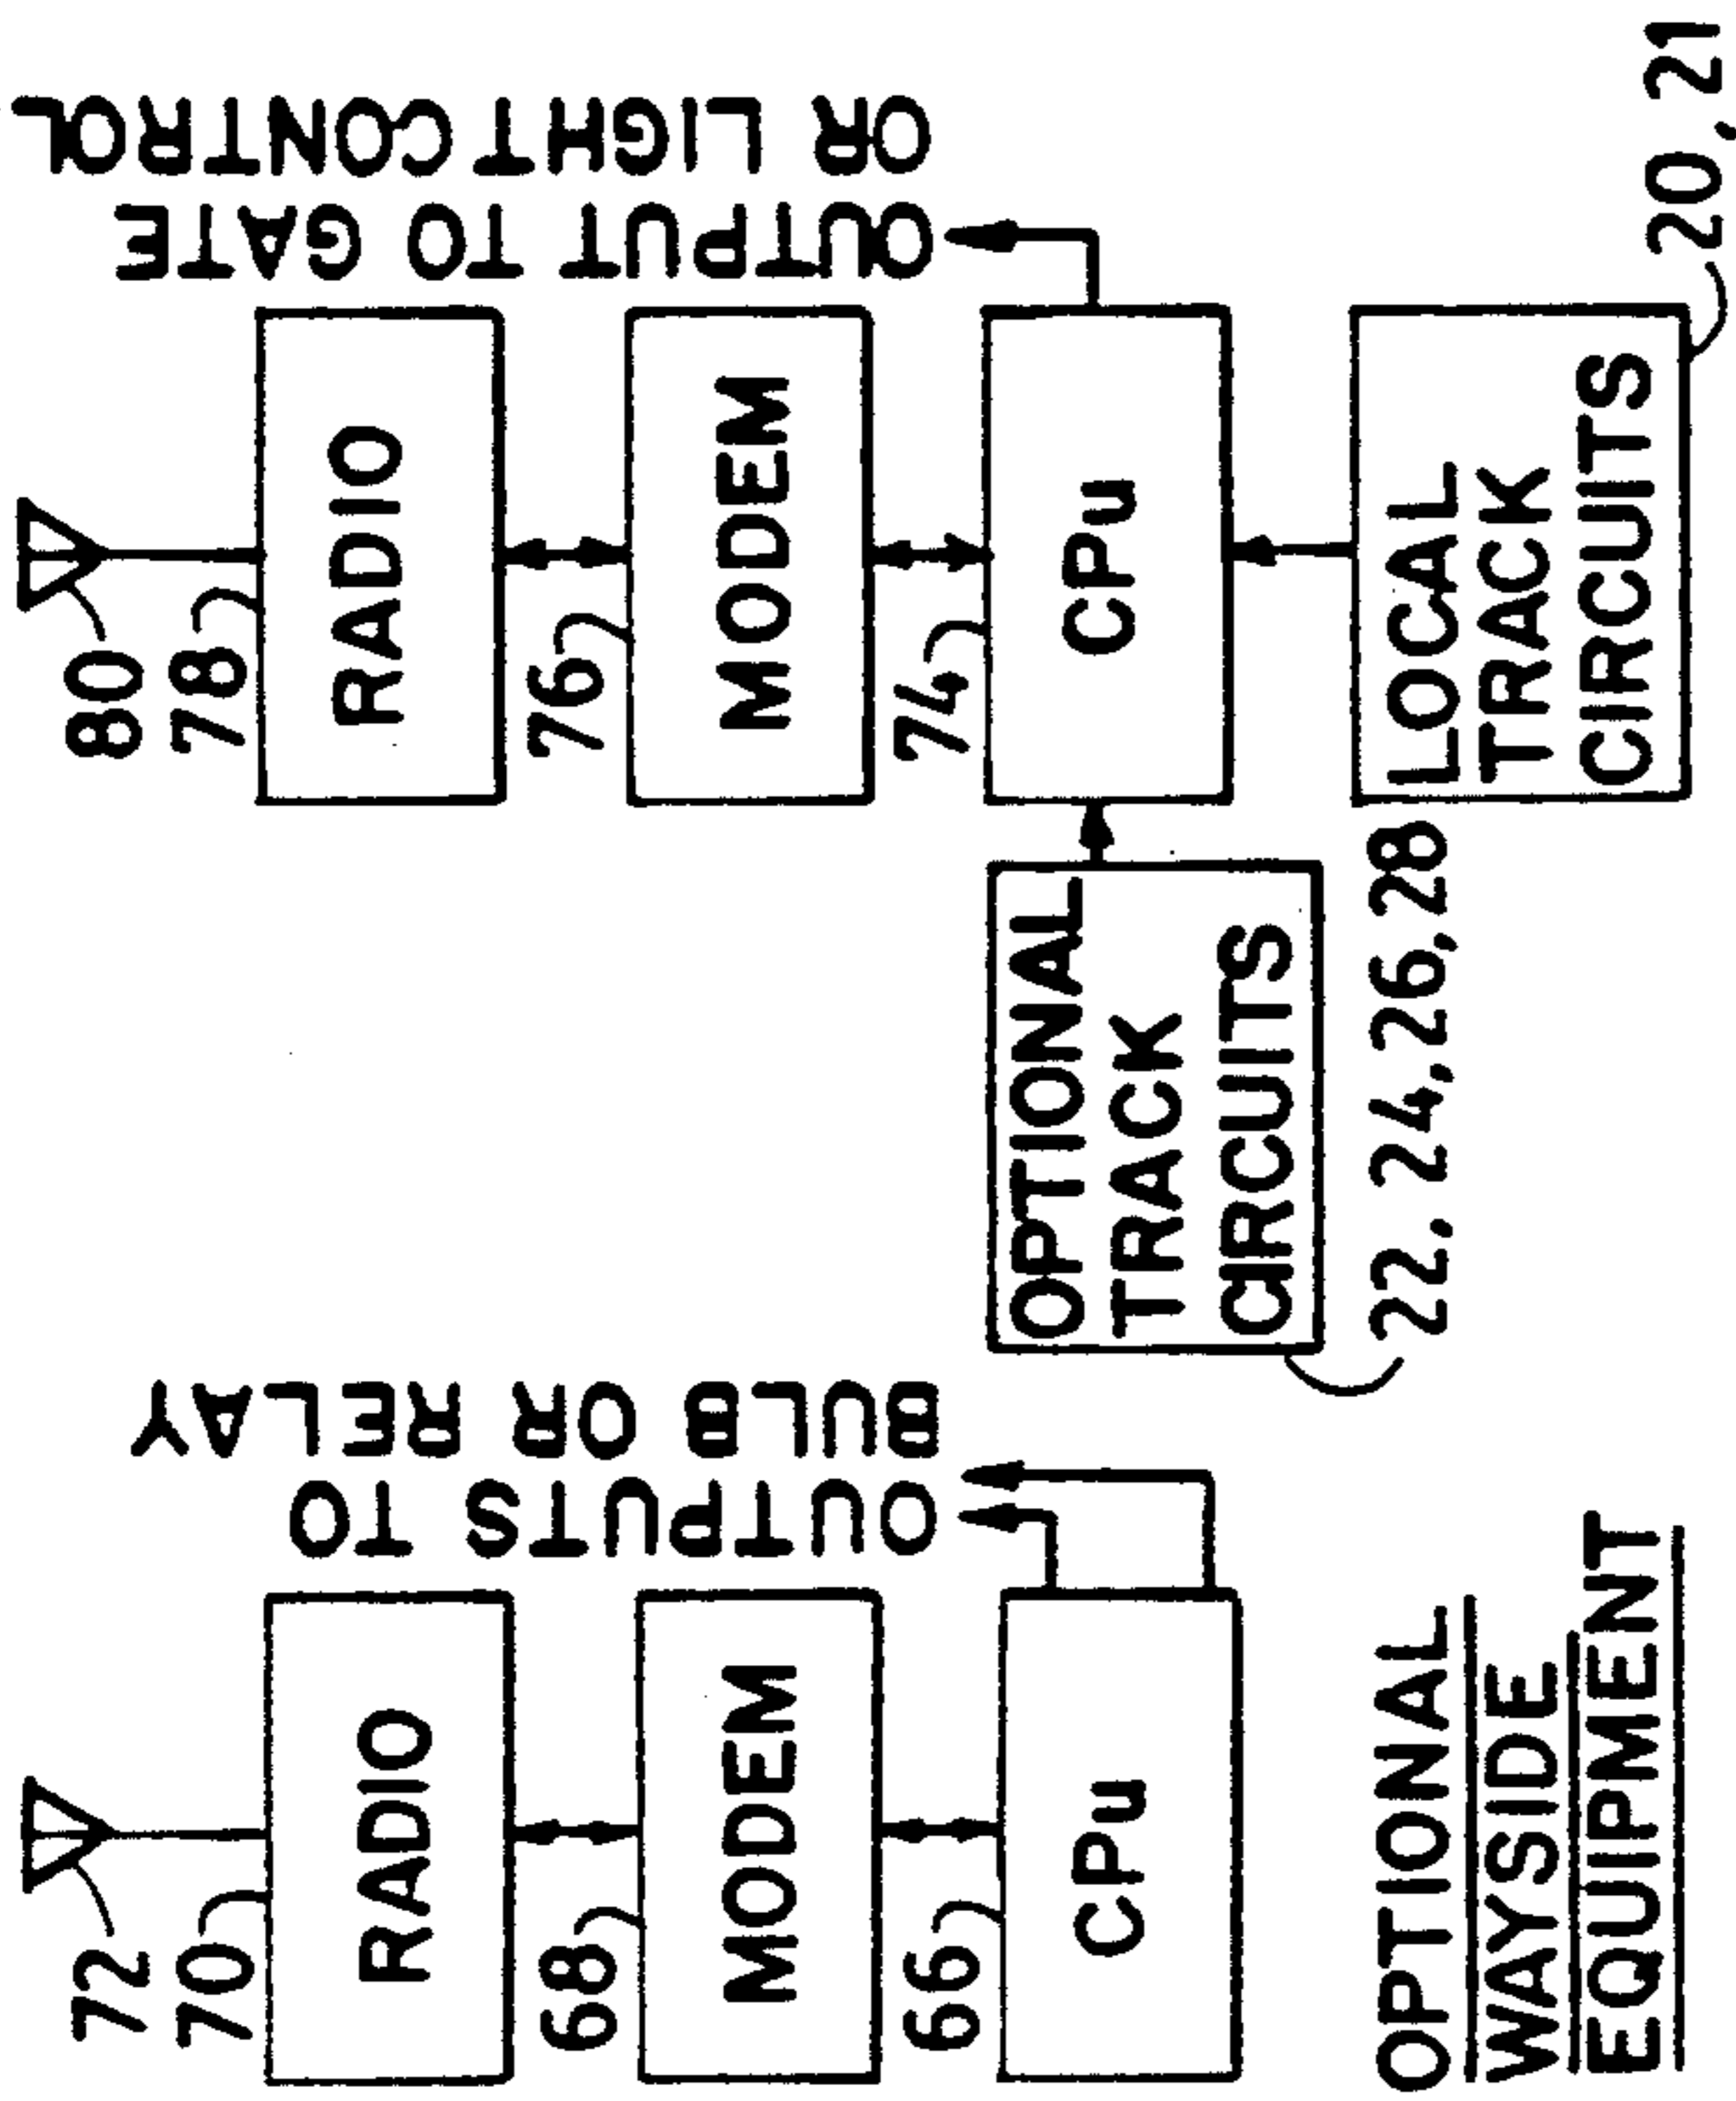 72
70
RADIO
68
MODEM
66
CPu
OUTPUTS TO
BULB OR RELAY
OPTIONAL
WAYSIDE
EQUIPMENT
80
78
RADIO
76
MODEM
74
CPu
OUTPUT TO GATE
OR LIGHT CONTROL
OPTIONAL
TRACK
CIRCUITS
22. 24, 26, 28
LOCAL
TRACK
CIRCUITS
20, 21